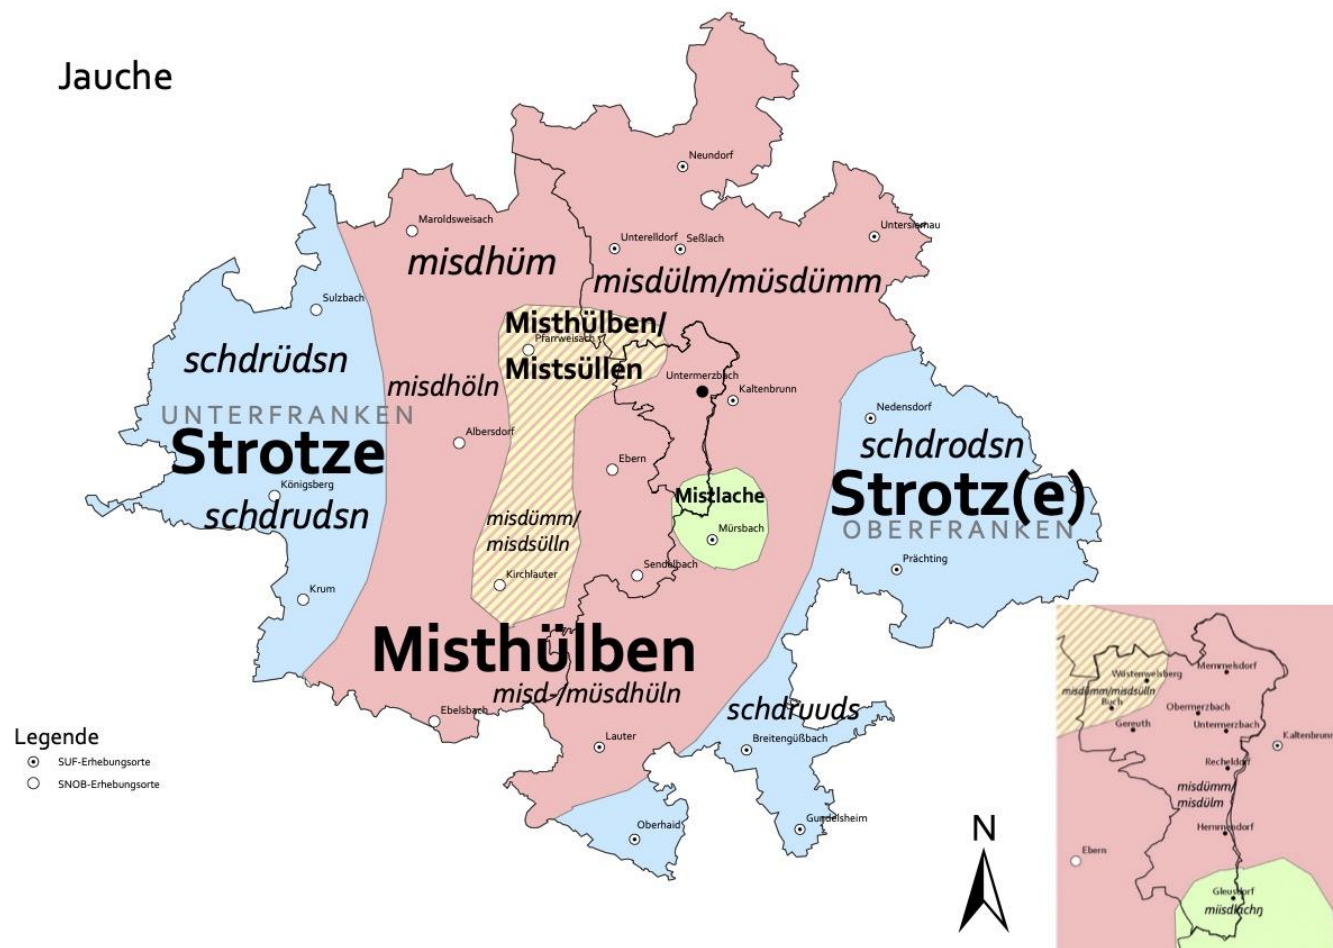 Jauche
Neundorf
Maroldsweisach
Untersiemau
Unterelldorf
Seßlach
misdhüm
misdülm/müsdümm
Sulzbach
Misthülben/
Pfarrweisach
Mistsüllen
schdrüdsn
Untermerzbach
misdhöln
Kaltenbrunn
UNTERFRANKEN
Nedensdorf
Albersdorf
schdrodsn
Strotze
Ebern
Königsberg
Mistlache
Strotz(e)
schdrudsn
misdümm/
misdsülln
Mürsbach
OBERFRANKEN
Prächting
Kirchlauter
Sendelbach
Krum
Misthülben
misd-/müsdhüln
Ebelsbach
schdruuds
Lauter
Breitengüßbach
Oberhaid
Gundelsheim
Legende
SUF-Erhebungsorte
SNOB-Erhebungsorte
N
Memmelsdorf
Wüstenwelsberg
misdümm/misdsülln
Buch
Obermerzbach
Gereuth
Untermerzbach
Kaltenbrunn
Recheldorf
misdümm/
misdülm
Hemmendorf
Ebern
Gleusdorf
miisdlachŋ